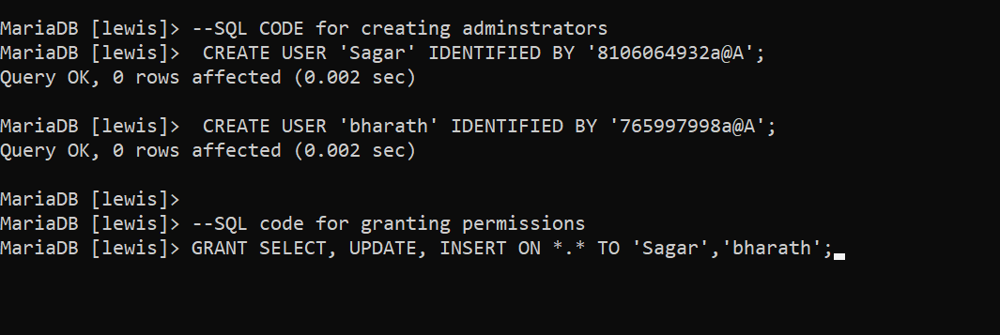 MariaDB [lewis]> --SQL CODE for creating adminstrators
MariaDB [lewis]>  CREATE USER 'Sagar' IDENTIFIED BY '8106064932a@A';
Query OK, 0 rows affected (0.002 sec)
MariaDB [lewis]>  CREATE USER 'bharath' IDENTIFIED BY '765997998a@A';
Query OK, 0 rows affected (0.002 sec)
MariaDB [lewis]>
MariaDB [lewis]> --SQL code for granting permissions
MariaDB [lewis]> GRANT SELECT, UPDATE, INSERT ON *.* TO 'Sagar','bharath';